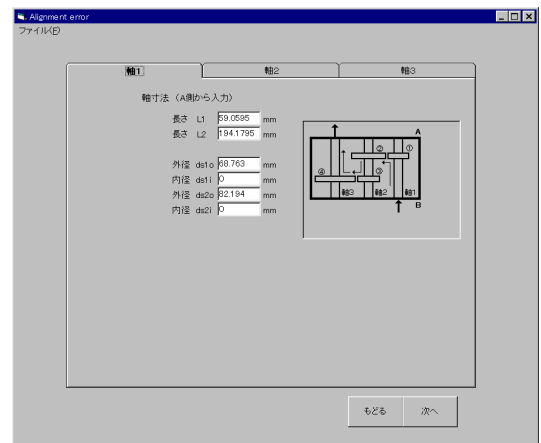 Alignment error
ファイル(F)
軸1 軸2 軸3
軸寸法 (A側から入力)
長さ L1 59.0595 mm
長さ L2 194.1795 mm
外径 ds1o 68.763 mm
内径 ds1i 0 mm
外径 ds2o 82.194 mm
内径 ds2i 0 mm
A
② ①
④ ③
軸3 軸2 軸1
B
もどる 次へ